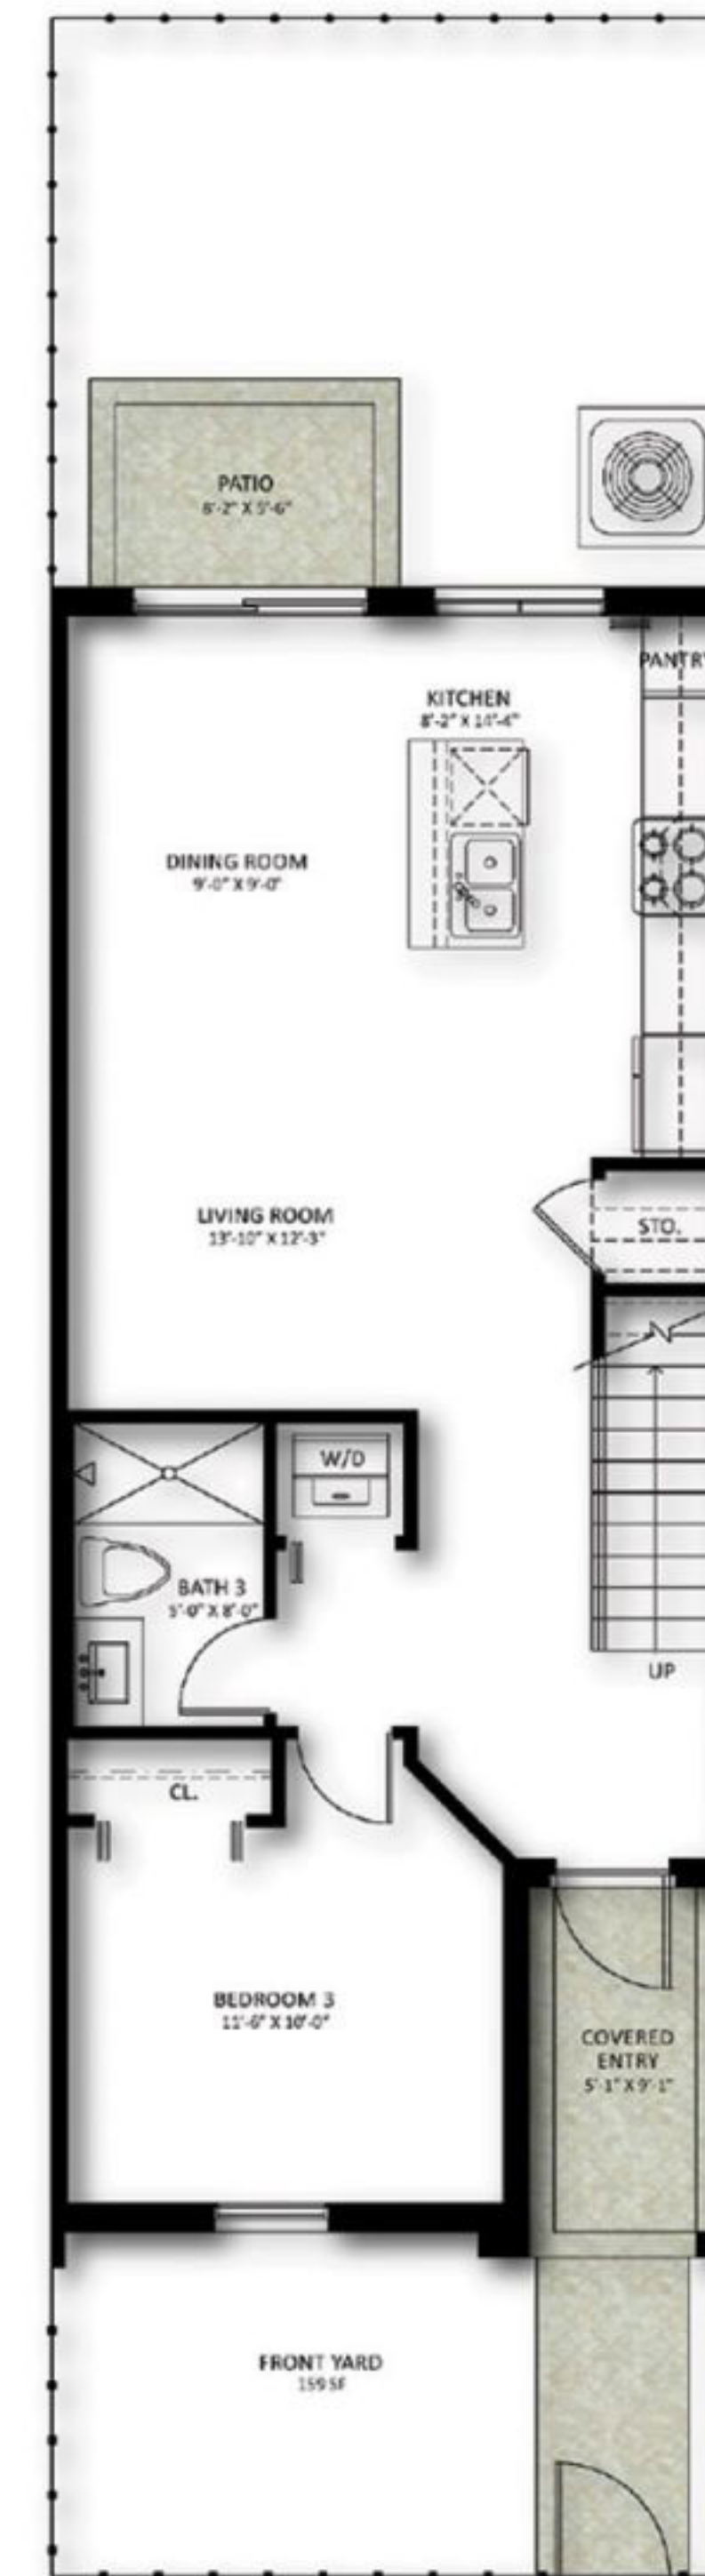 PATIO
8'-2" X 5'-6"
PANTRY
KITCHEN
8'-2" X 14'-4"
DINING ROOM
9'-0" X 9'-0"
LIVING ROOM
13'-10" X 12'-3"
STO.
W/D
BATH 3
5'-0" X 8'-0"
UP
CL.
BEDROOM 3
11'-6" X 10'-0"
COVERED
ENTRY
5'-1" X 9'-1"
FRONT YARD
159 SF